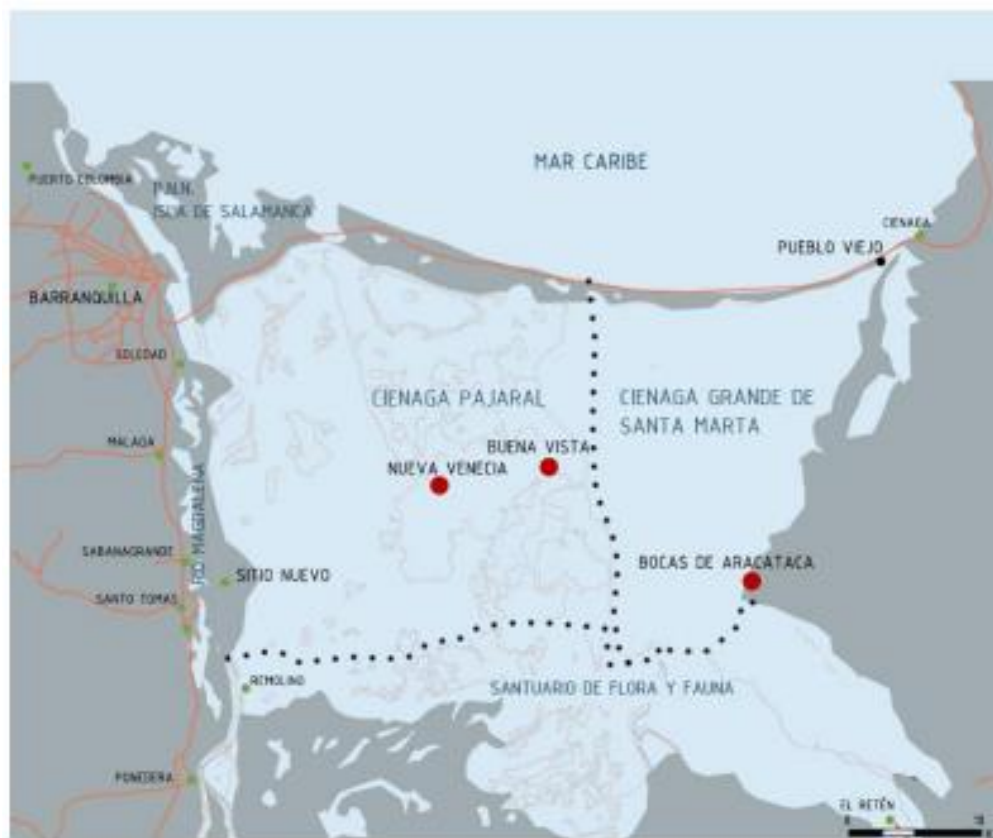 MAR CARIBE
PUERTO COLOMBIA
P.N.N.
ISLA DE SALAMANCA
CIENAGA
PUEBLO VIEJO
BARRANQUILLA
SOLEDAD
CIENAGA PAJARAL
CIENAGA GRANDE DE
SANTA MARTA
MALAGA
BUENA VISTA
NUEVA VENECIA
RIO MAGDALENA
SABANAGRANDE
SITIO NUEVO
BOCAS DE ARACATACA
SANTO TOMAS
REMOLINO
SANTUARIO DE FLORA Y FAUNA
PONEDERA
EL RETÉN
0 10